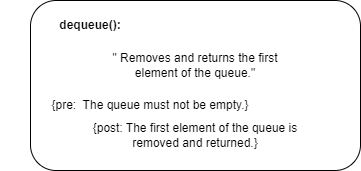 dequeue():
" Removes and returns the first
element of the queue."
{pre: The queue must not be empty.}
{post: The first element of the queue is
removed and returned.}